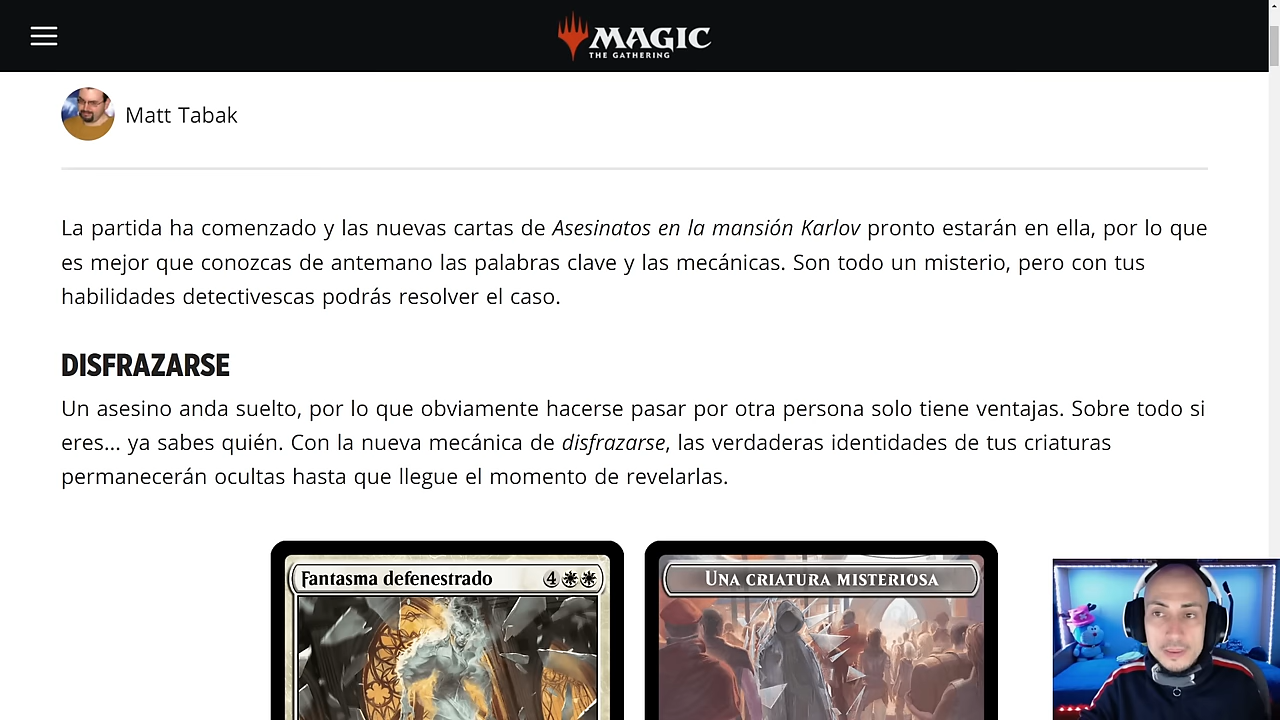 MAGIC
THE GATHERING
Matt Tabak
La partida ha comenzado y las nuevas cartas de Asesinatos en la mansión Karlov pronto estarán en ella, por lo que
es mejor que conozcas de antemano las palabras clave y las mecánicas. Son todo un misterio, pero con tus
habilidades detectivescas podrás resolver el caso.
DISFRAZARSE
Un asesino anda suelto, por lo que obviamente hacerse pasar por otra persona solo tiene ventajas. Sobre todo si
eres... ya sabes quién. Con la nueva mecánica de disfrazarse, las verdaderas identidades de tus criaturas
permanecerán ocultas hasta que llegue el momento de revelarlas.
Fantasma defenestrado 4
UNA CRIATURA MISTERIOSA